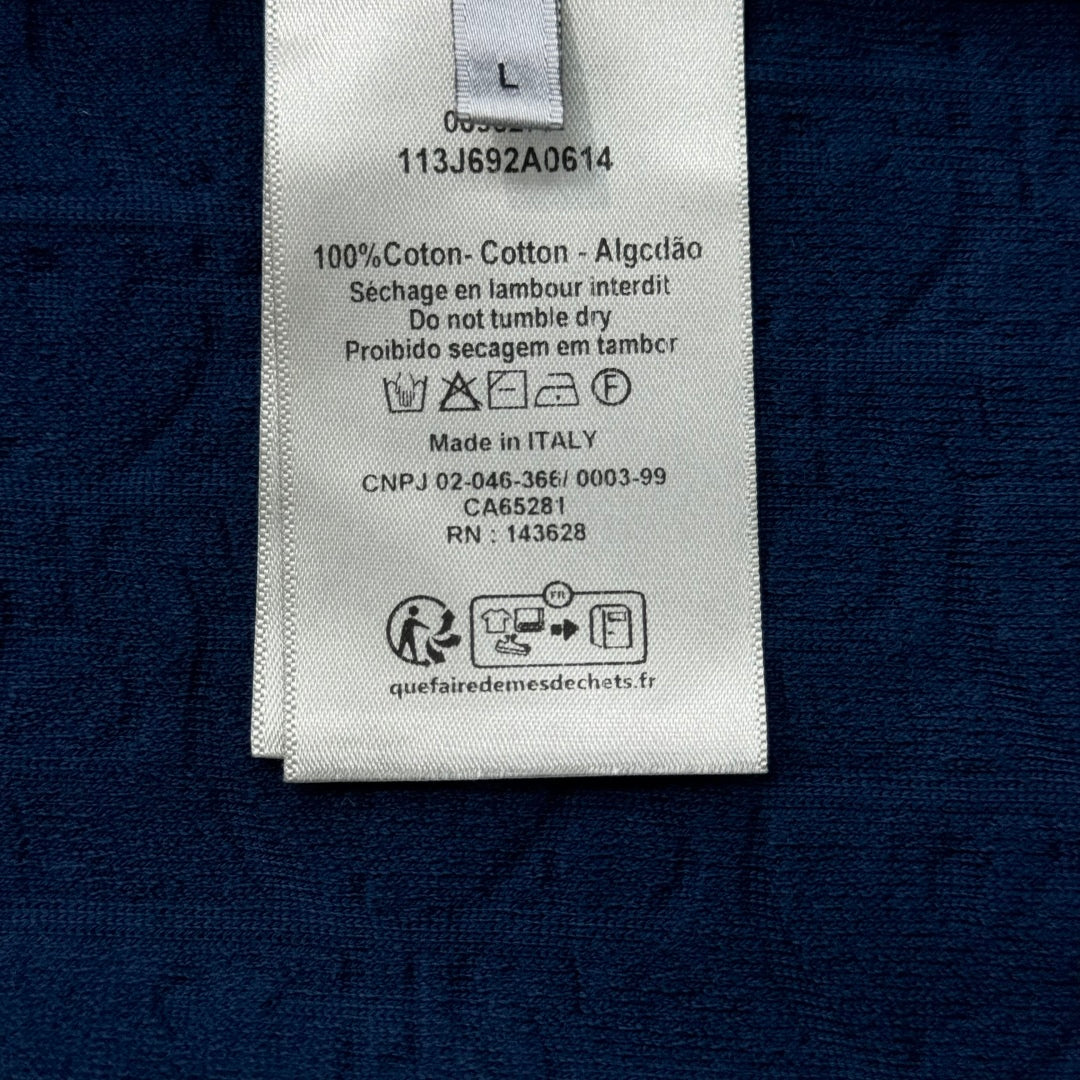 L
113J692A0614
100%Coton- Cotton - Algcdão
Séchage en lambour interdit
Do not tumble dry
Proibido secagem em tambcr
F
Made in ITALY
CNPJ 02-046-366/ 0003-99
CA65281
RN : 143628
FR
quefairedemesdechets.fr